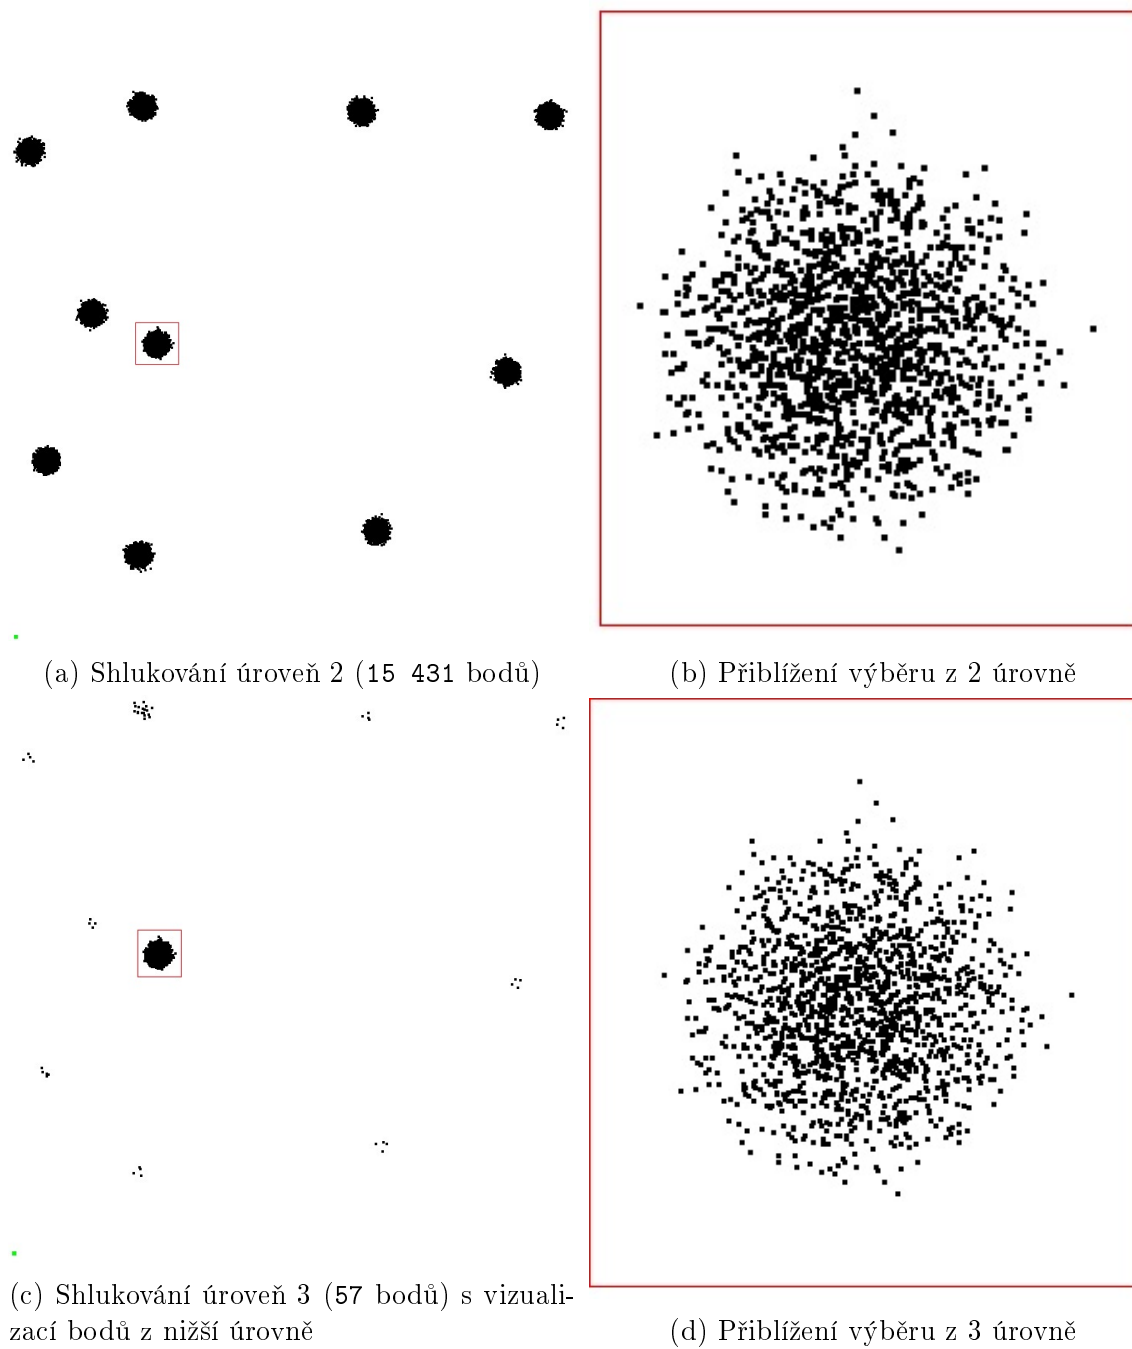 (a) Shlukování úroveň 2 (15 431 bodů)
(b) Přiblížení výběru z 2 úrovně
(c) Shlukování úroveň 3 (57 bodů) s vizuali-
zací bodů z nižší úrovně
(d) Přiblížení výběru z 3 úrovně